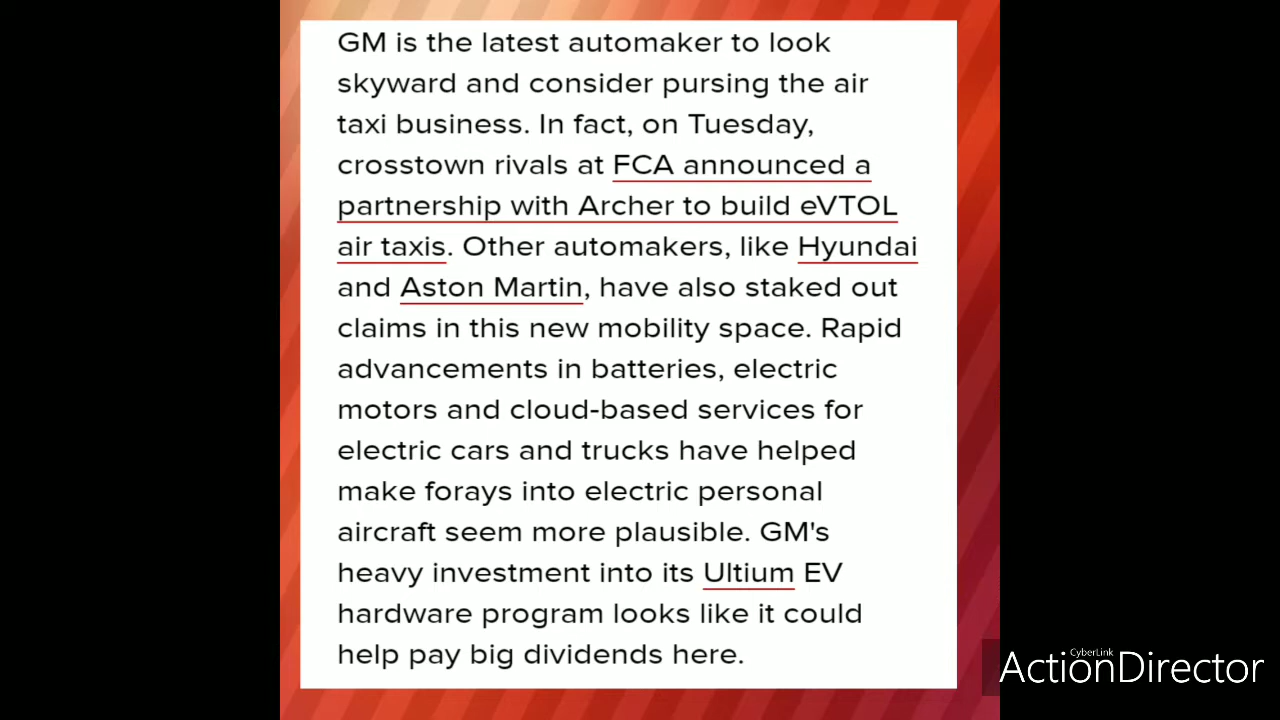 GM is the latest automaker to look
skyward and consider pursing the air
taxi business. In fact, on Tuesday,
crosstown rivals at FCA announced a
partnership with Archer to build eVTOL
air taxis. Other automakers, like Hyundai
and Aston Martin, have also staked out
claims in this new mobility space. Rapid
advancements in batteries, electric
motors and cloud-based services for
electric cars and trucks have helped
make forays into electric personal
aircraft seem more plausible. GM's
heavy investment into its Ultium EV
hardware program looks like it could
help pay big dividends here.
CyberLink
ActionDirector